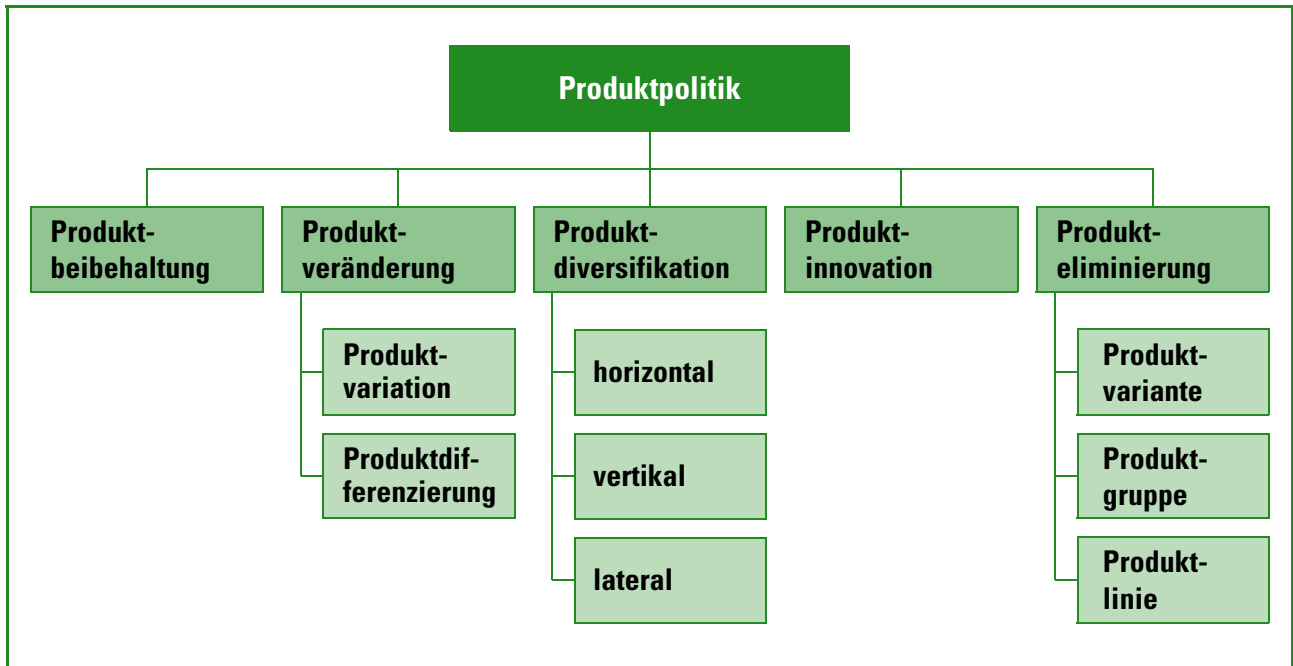 Produktpolitik
Produkt-
beibehaltung
Produkt-
veränderung
Produkt-
diversifikation
Produkt-
innovation
Produkt-
eliminierung
Produkt-
variation
Produktdif-
ferenzierung
horizontal
vertikal
lateral
Produkt-
variante
Produkt-
gruppe
Produkt-
linie